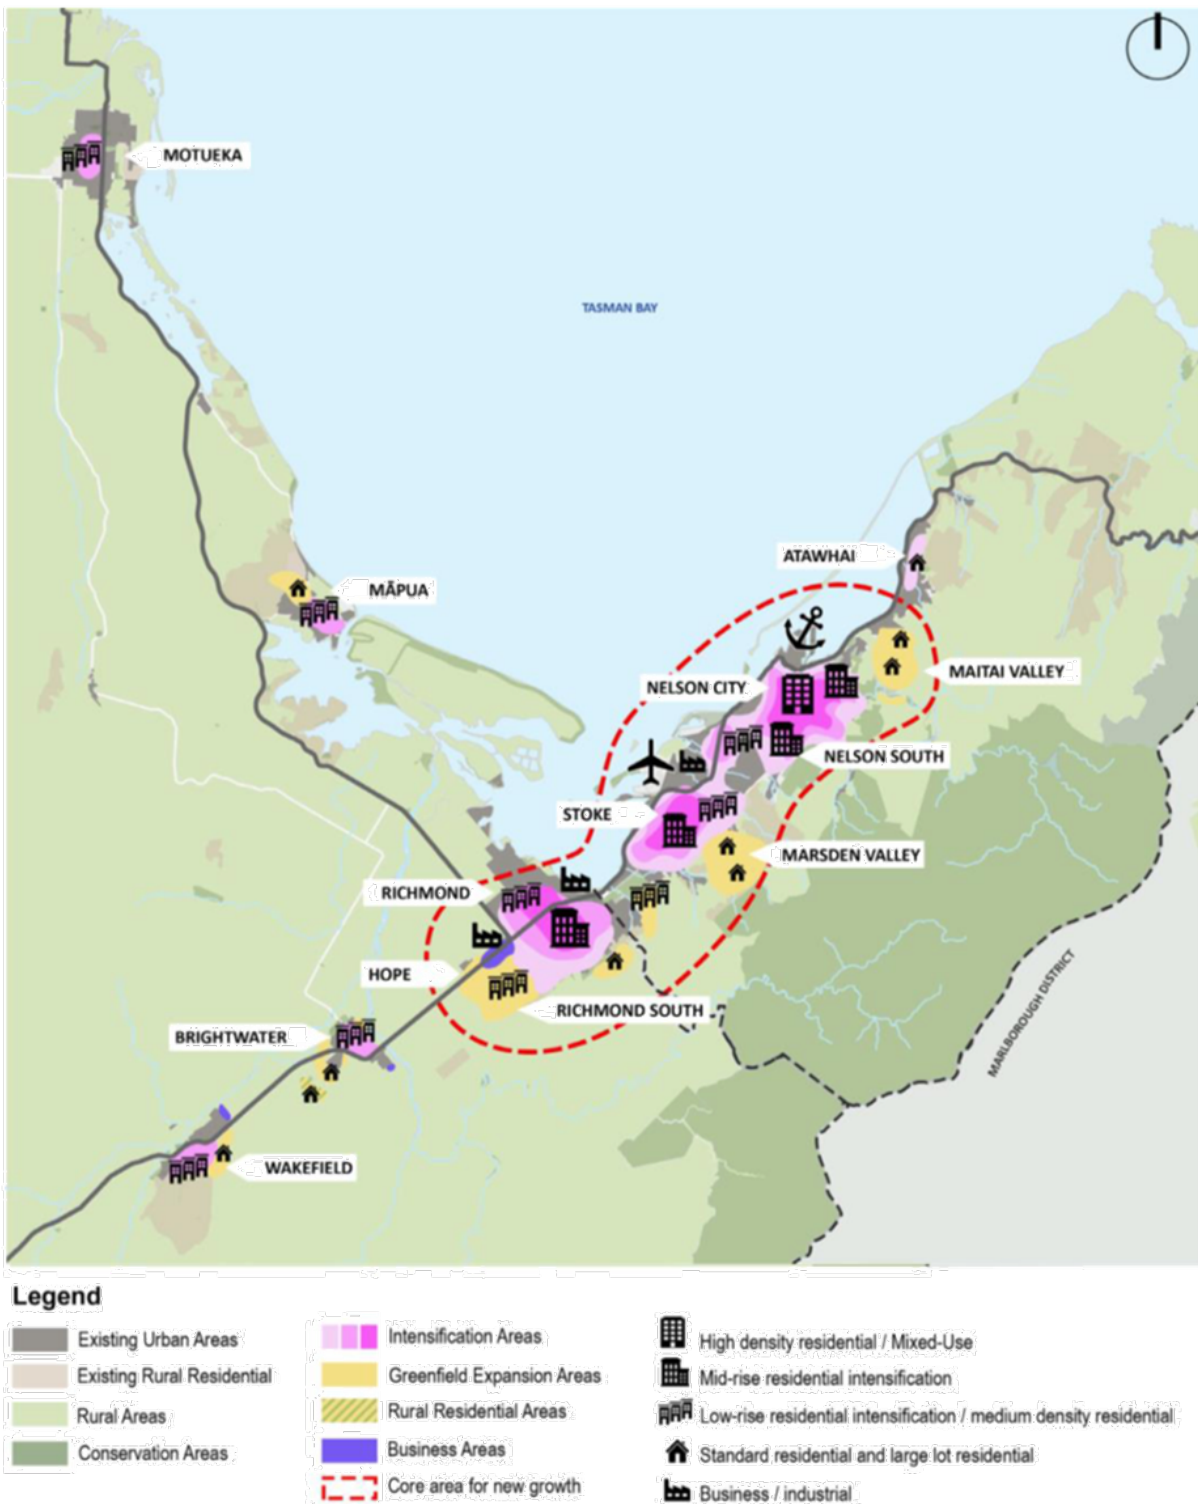 MOTUEKA
TASMAN BAY
ATAWHAI
MĀPUA
MAITAI VALLEY
NELSON CITY
NELSON SOUTH
STOKE
MARSDEN VALLEY
RICHMOND
HOPE
RICHMOND SOUTH
BRIGHTWATER
MARLBOROUGH DISTRICT
WAKEFIELD
Legend
Existing Urban Areas
Existing Rural Residential
Rural Areas
Conservation Areas
Intensification Areas
Greenfield Expansion Areas
Rural Residential Areas
Business Areas
Core area for new growth
High density residential / Mixed-Use
Mid-rise residential intensification
Low-rise residential intensification / medium density residential
Standard residential and large lot residential
Business / industrial